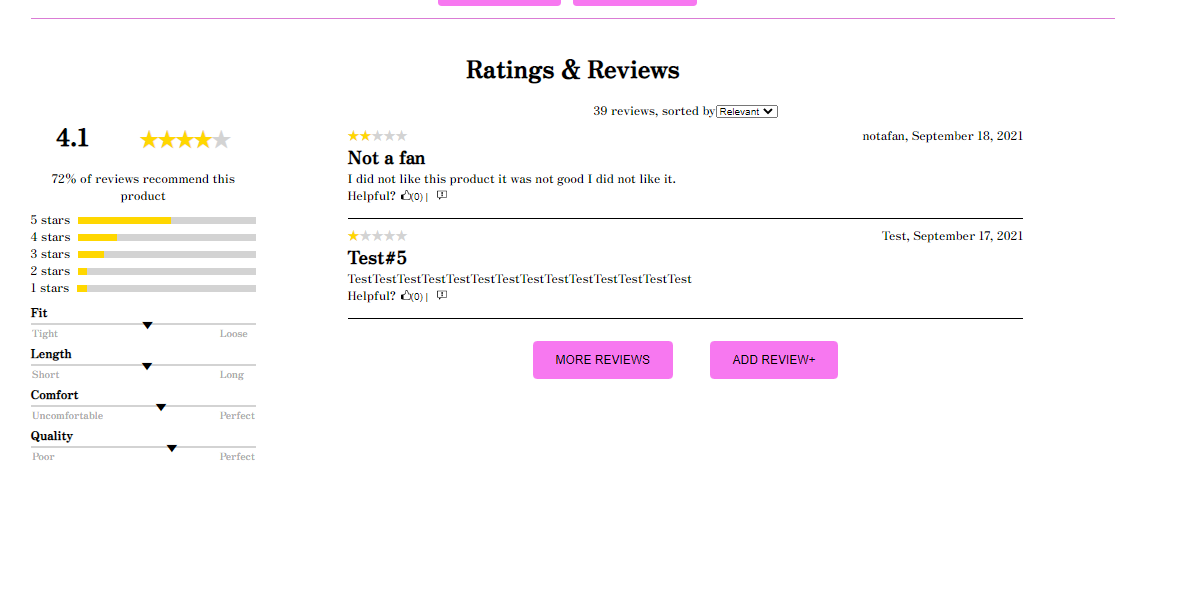 Ratings & Reviews
39 reviews, sorted by Relevant
4.1
72% of reviews recommend this
product
5 stars
4 stars
3 stars
2 stars
1 stars
Fit
Tight Loose
Length
Short Long
Comfort
Uncomfortable Perfect
Quality
Poor Perfect
notafan, September 18, 2021
Not a fan
I did not like this product it was not good I did not like it.
Helpful? (0) |
Test, September 17, 2021
Test#5
TestTestTestTestTestTestTestTestTestTestTestTestTestTest
Helpful? (0) |
MORE REVIEWS ADD REVIEW+